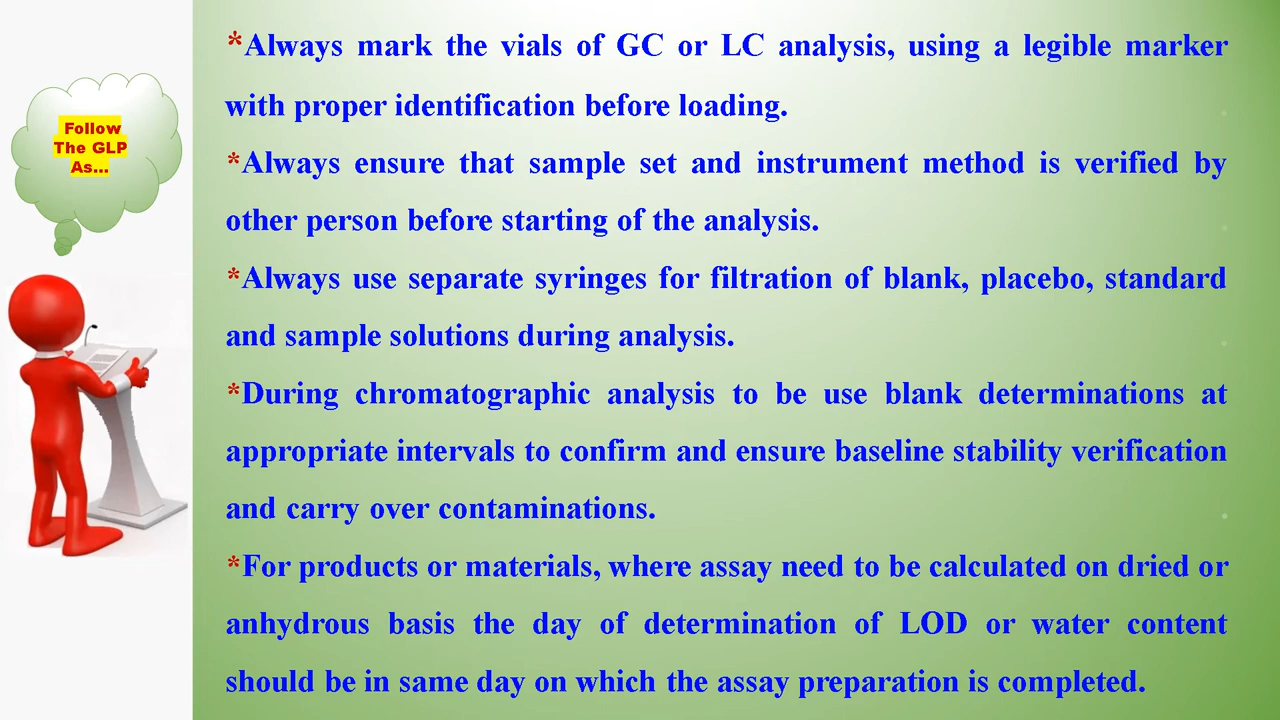 Follow
The GLP
As...
*Always mark the vials of GC or LC analysis, using a legible marker
with proper identification before loading.
*Always ensure that sample set and instrument method is verified by
other person before starting of the analysis.
*Always use separate syringes for filtration of blank, placebo, standard
and sample solutions during analysis.
*During chromatographic analysis to be use blank determinations at
appropriate intervals to confirm and ensure baseline stability verification
and carry over contaminations.
*For products or materials, where assay need to be calculated on dried or
anhydrous basis the day of determination of LOD or water content
should be in same day on which the assay preparation is completed.